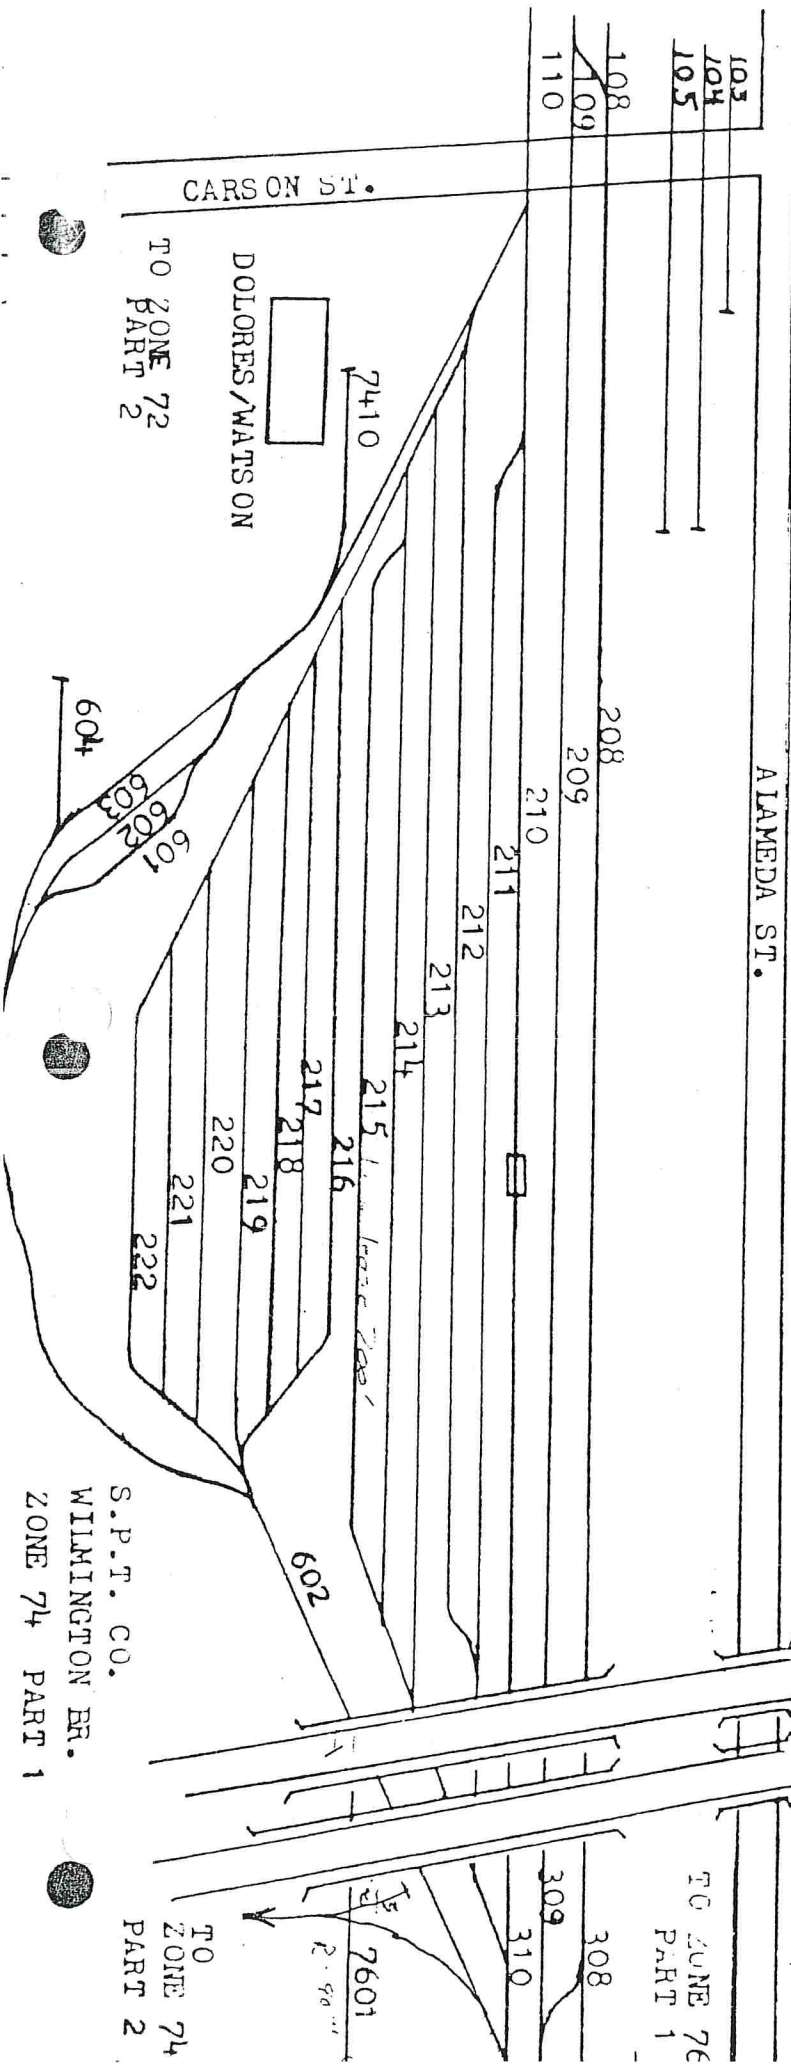 103
104
105
108
109
110
CARSON ST.
ALAMEDA ST.
TO ZONE 72
PART 2
DOLORES/WATSON
7410
604
603
602
601
208
209
210
211
212
213
214
215
216
217
218
219
220
221
222
602
S.P.T. CO.
WILMINGTON BR.
ZONE 74 PART 1
TO ZONE 76
PART 1
308
309
310
7601
TO
ZONE 74
PART 2